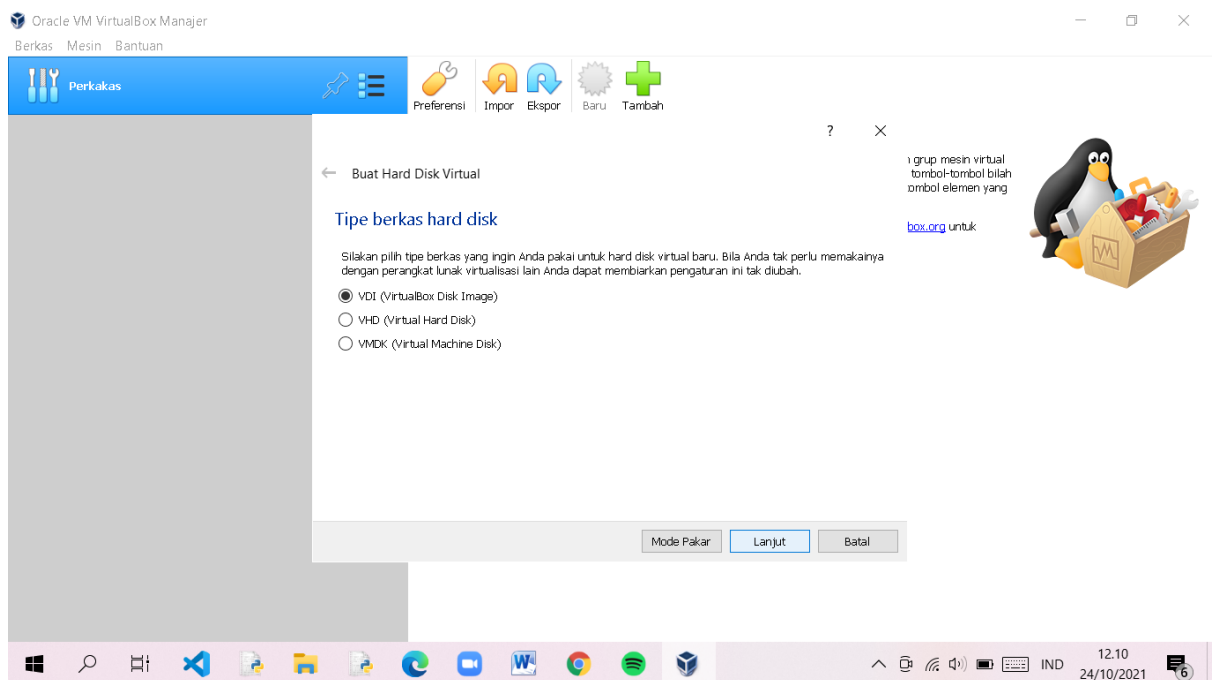 Oracle VM VirtualBox Manajer
Berkas Mesin Bantuan
Perkakas
Preferensi Impor Ekspor Baru Tambah
? 
grup mesin virtual
tombol-tombol bilah
tombol elemen yang
box.org untuk
Buat Hard Disk Virtual
Tipe berkas hard disk
Silakan pilih tipe berkas yang ingin Anda pakai untuk hard disk virtual baru. Bila Anda tak perlu memakainya
dengan perangkat lunak virtualisasi lain Anda dapat membiarkan pengaturan ini tak diubah.
VDI (VirtualBox Disk Image)
VHD (Virtual Hard Disk)
VMDK (Virtual Machine Disk)
Mode Pakar Lanjut Batal
IND
12.10
24/10/2021
6